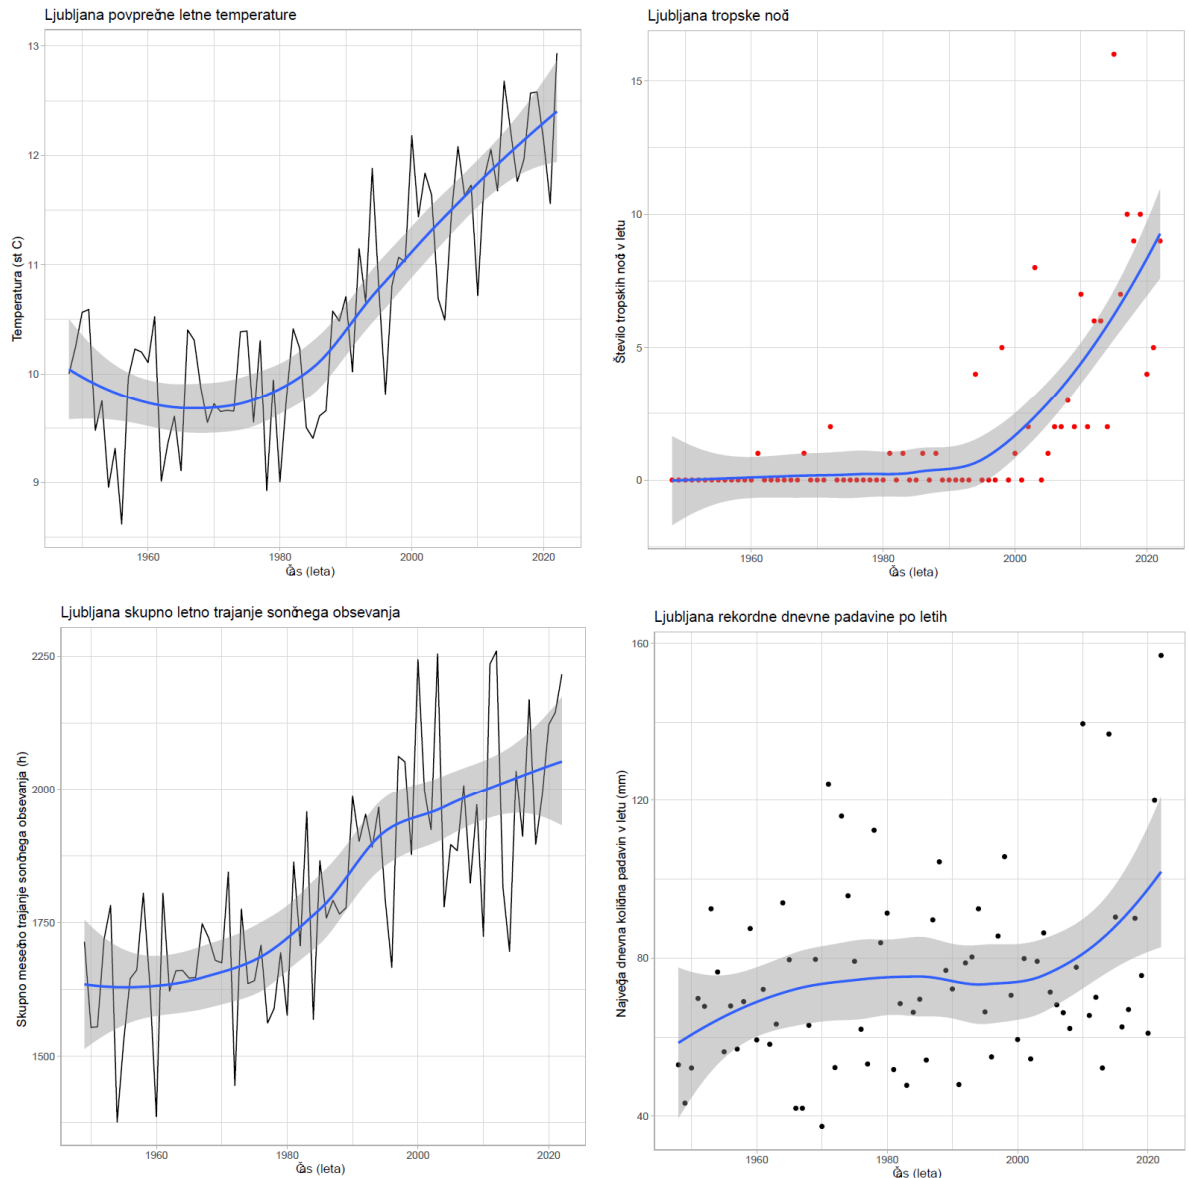 Ljubljana povprečne letne temperature
Temperatura (st C)
13
12
11
10
9
1960
1980
2000
2020
Čas (leta)
Ljubljana tropske noči
Število tropskih noči v letu
15
10
5
0
1960
1980
2000
2020
Čas (leta)
Ljubljana skupno letno trajanje sončnega obsevanja
Skupno mesečno trajanje sončnega obsevanja (h)
2250
2000
1750
1500
1960
1980
2000
2020
Čas (leta)
Ljubljana rekordne dnevne padavine po letih
Največja dnevna količina padavin v letu (mm)
160
120
80
40
1960
1980
2000
2020
Čas (leta)